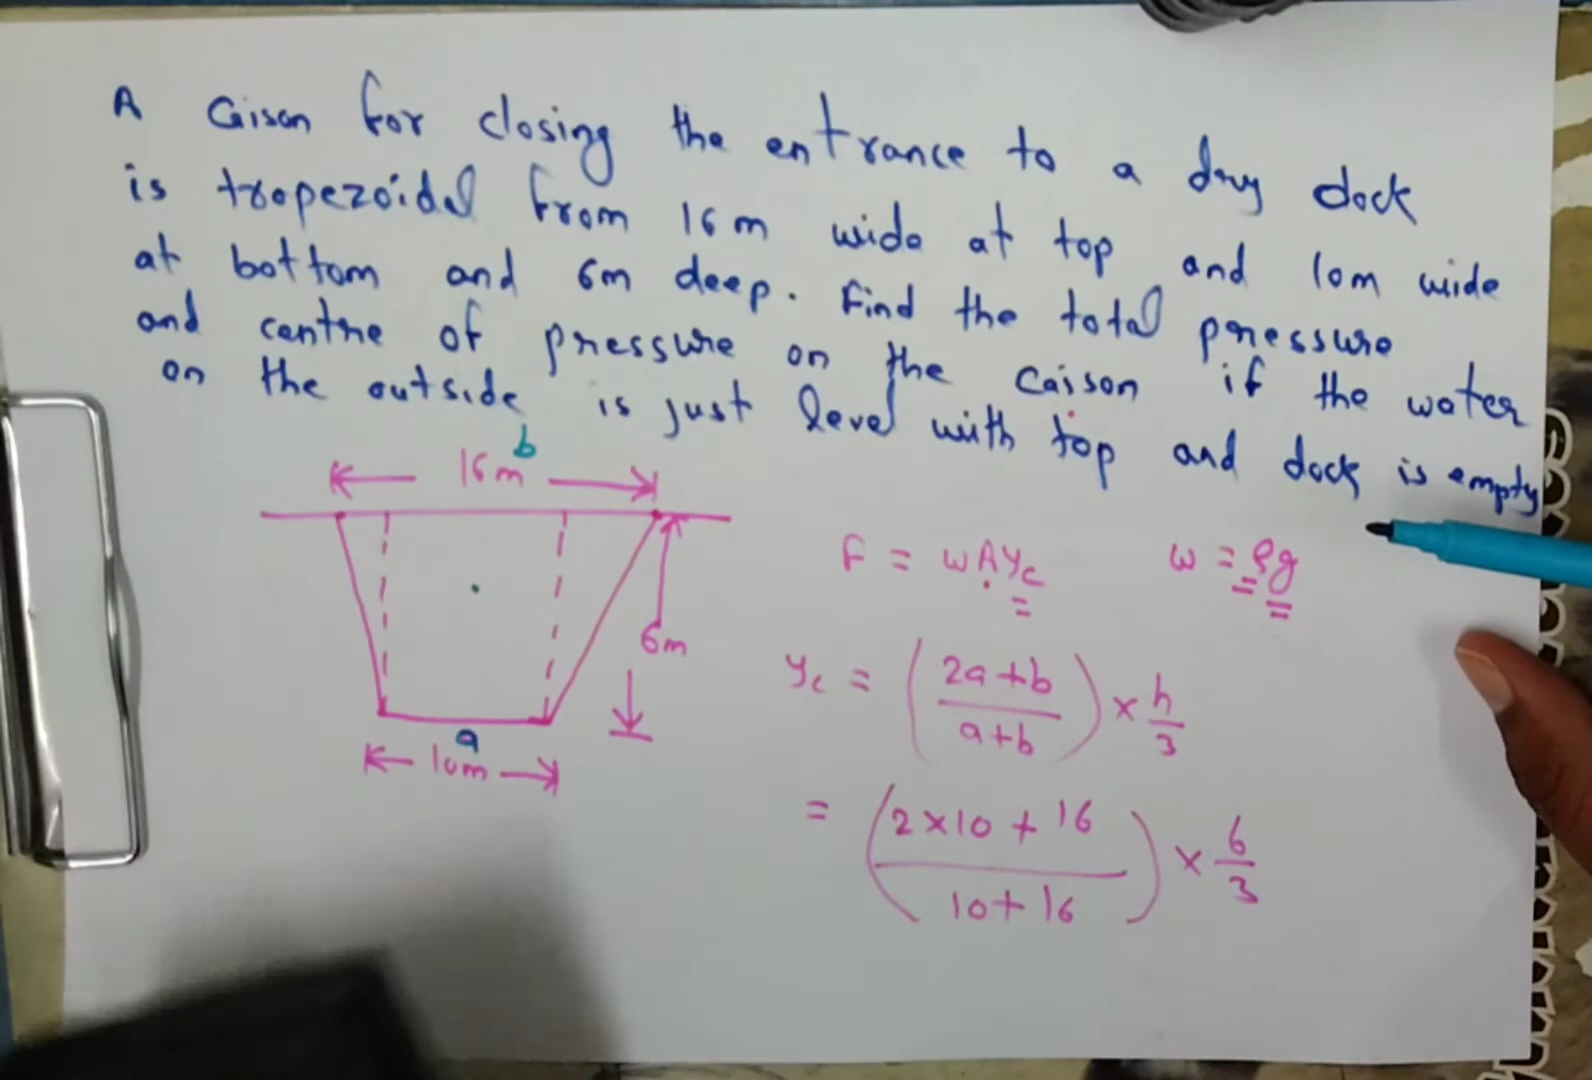 A Caison for closing the entrance to a dry dock
is tropezoidal from 16m wide at top and 10m wide
at bottom and 6m deep. Find the total pressure
and centre of pressure on the caison if the water
on the outside is just level with top and dock is empty
b
16m
6m
a
10m
F = wAyc
w = ρg
yc = (2a+b / a+b) × h/3
= (2×10 + 16 / 10+16) × 6/3